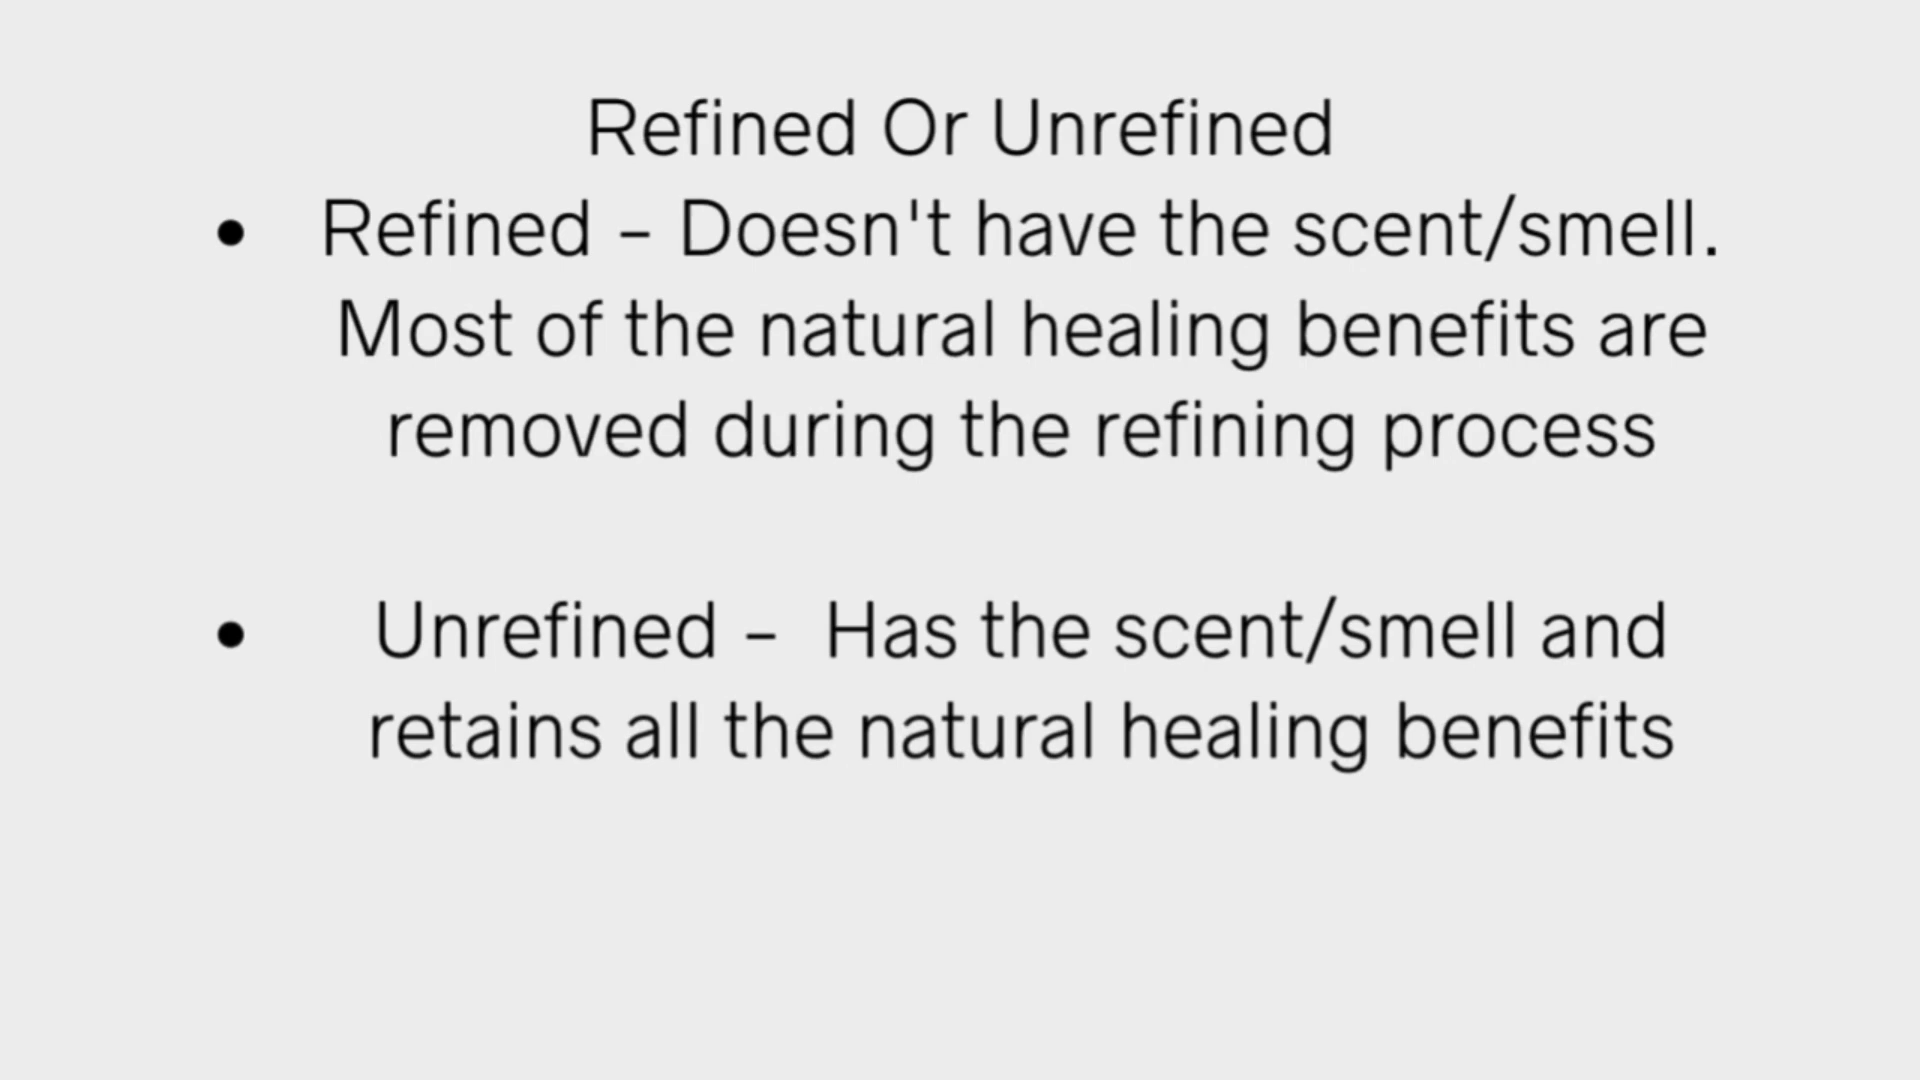 Refined Or Unrefined
• Refined - Doesn't have the scent/smell.
Most of the natural healing benefits are
removed during the refining process
• Unrefined -  Has the scent/smell and
retains all the natural healing benefits